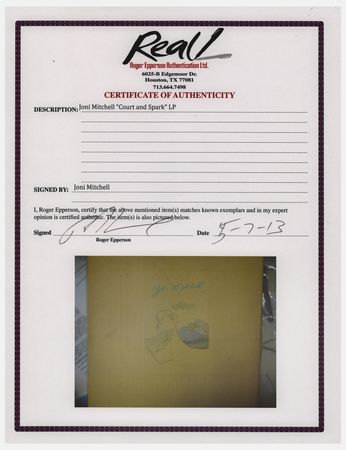 Real!
Roger Epperson Authentication Ltd.
6025-B Edgemoor Dr.
Houston, TX 77081
713.664.7498
CERTIFICATE OF AUTHENTICITY
DESCRIPTION: Joni Mitchell "Court and Spark" LP
SIGNED BY: Joni Mitchell
I, Roger Epperson, certify that the above mentioned item(s) matches known exemplars and in my expert
opinion is certified authentic. The item(s) is also pictured below.
Signed Date 5-7-13
Roger Epperson